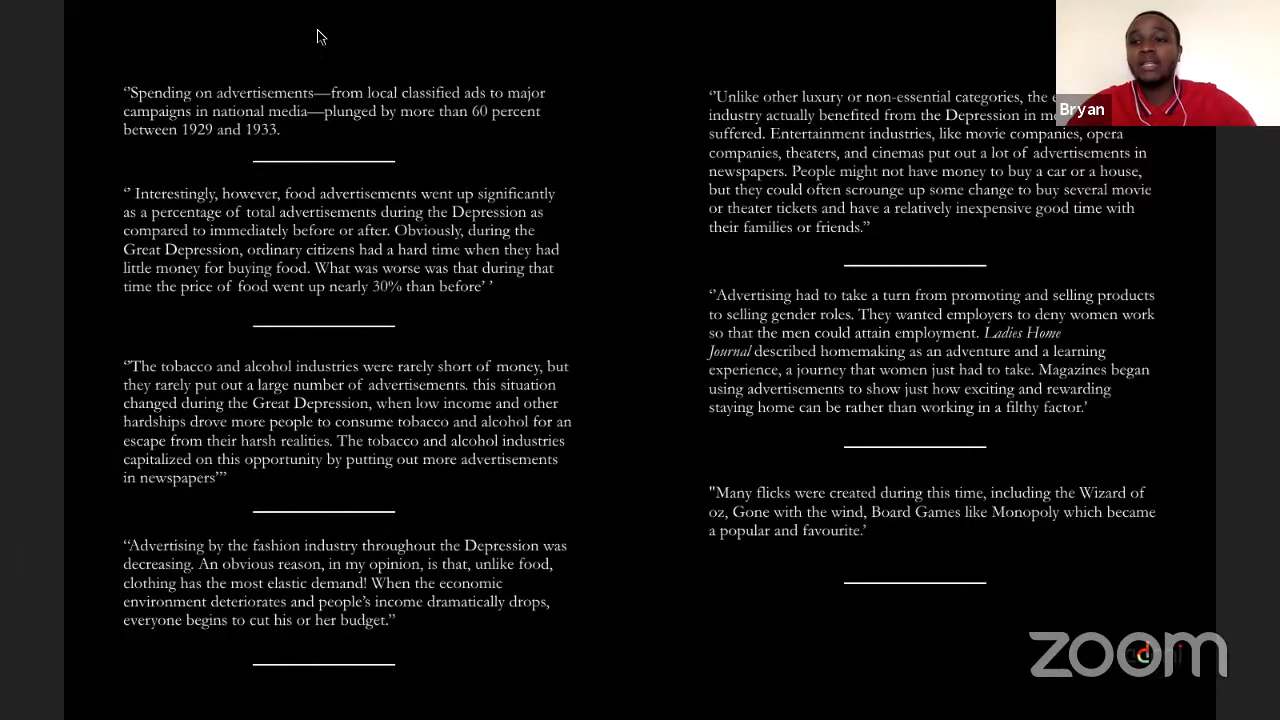 ‘’Spending on advertisements—from local classified ads to major
campaigns in national media—plunged by more than 60 percent
between 1929 and 1933.
‘’ Interestingly, however, food advertisements went up significantly
as a percentage of total advertisements during the Depression as
compared to immediately before or after. Obviously, during the
Great Depression, ordinary citizens had a hard time when they had
little money for buying food. What was worse was that during that
time the price of food went up nearly 30% than before’ ’
‘’The tobacco and alcohol industries were rarely short of money, but
they rarely put out a large number of advertisements. this situation
changed during the Great Depression, when low income and other
hardships drove more people to consume tobacco and alcohol for an
escape from their harsh realities. The tobacco and alcohol industries
capitalized on this opportunity by putting out more advertisements
in newspapers’”
“Advertising by the fashion industry throughout the Depression was
decreasing. An obvious reason, in my opinion, is that, unlike food,
clothing has the most elastic demand! When the economic
environment deteriorates and people’s income dramatically drops,
everyone begins to cut his or her budget.”
‘’Unlike other luxury or non-essential categories, the
industry actually benefited from the Depression in
suffered. Entertainment industries, like movie companies, opera
companies, theaters, and cinemas put out a lot of advertisements in
newspapers. People might not have money to buy a car or a house,
but they could often scrounge up some change to buy several movie
or theater tickets and have a relatively inexpensive good time with
their families or friends.”
‘’Advertising had to take a turn from promoting and selling products
to selling gender roles. They wanted employers to deny women work
so that the men could attain employment. Ladies Home
Journal described homemaking as an adventure and a learning
experience, a journey that women just had to take. Magazines began
using advertisements to show just how exciting and rewarding
staying home can be rather than working in a filthy factor.’
"Many flicks were created during this time, including the Wizard of
oz, Gone with the wind, Board Games like Monopoly which became
a popular and favourite.’
Bryan
zoom